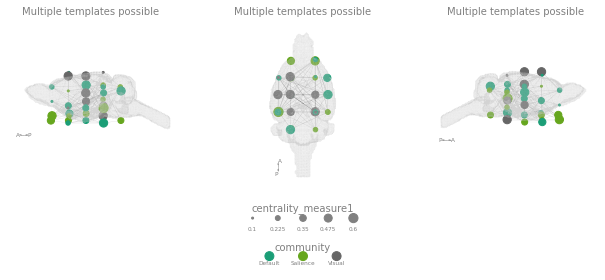 Multiple templates possible Multiple templates possible Multiple templates possible
A P
A
P
P A
centrality_measure1
0.1 0.225 0.35 0.475 0.6
community
Default Salience Visual